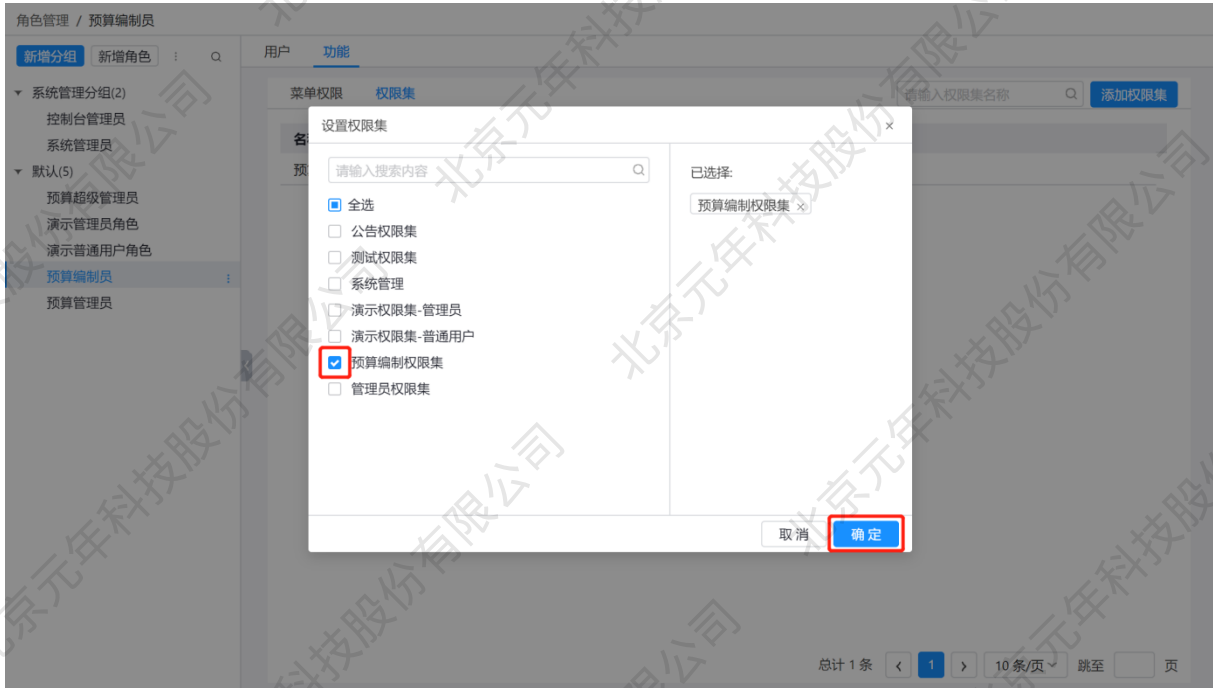 角色管理 / 预算编制员
新增分组 新增角色
用户 功能
系统管理分组(2)
控制台管理员
系统管理员
默认(5)
预算超级管理员
演示管理员角色
演示普通用户角色
预算编制员
预算管理员
菜单权限 权限集
请输入权限集名称
添加权限集
名
预
设置权限集
请输入搜索内容
全选
公告权限集
测试权限集
系统管理
演示权限集-管理员
演示权限集-普通用户
预算编制权限集
管理员权限集
已选择:
预算编制权限集
取消 确定
总计 1 条 1 10 条/页 跳至 页
北京元年科技股份有限公司